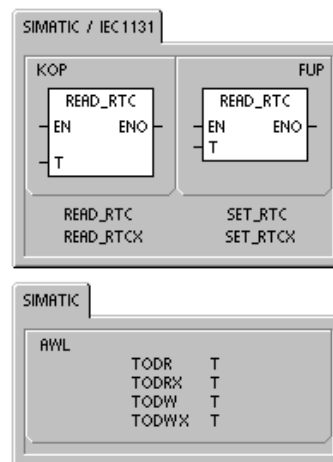 SIMATIC / IEC1131
KOP FUP
READ_RTC READ_RTC
EN ENO EN ENO
T T
READ_RTC SET_RTC
READ_RTCX SET_RTCX
SIMATIC
AWL
TODR T
TODRX T
TODW T
TODWX T